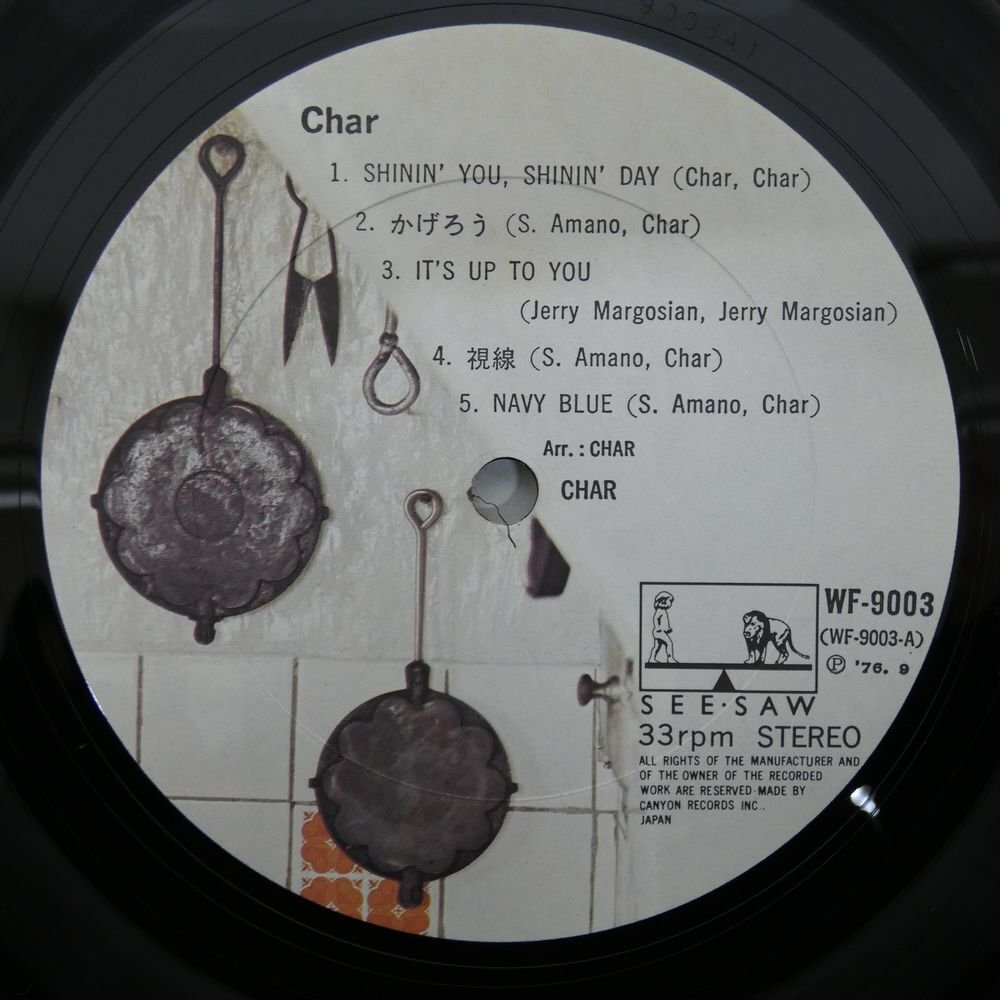 9003A1
Char
1. SHININ' YOU, SHININ' DAY (Char, Char)
2. かげろう (S. Amano, Char)
3. IT'S UP TO YOU
(Jerry Margosian, Jerry Margosian)
4. 視線 (S. Amano, Char)
5. NAVY BLUE (S. Amano, Char)
Arr. : CHAR
CHAR
WF-9003
(WF-9003-A)
Ⓟ '76. 9
SEE·SAW
33rpm STEREO
ALL RIGHTS OF THE MANUFACTURER AND
OF THE OWNER OF THE RECORDED
WORK ARE RESERVED·MADE BY
CANYON RECORDS INC.,
JAPAN